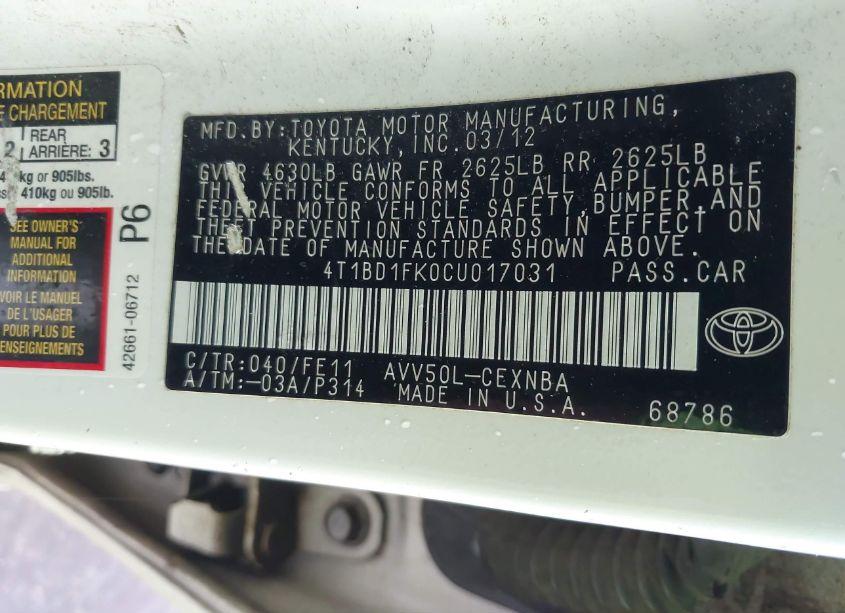 RMATION
E CHARGEMENT
2 REAR ARRIÈRE: 3
kg or 905lbs.
410kg ou 905lb.
SEE OWNER'S
MANUAL FOR
ADDITIONAL
INFORMATION
VOIR LE MANUEL
DE L'USAGER
POUR PLUS DE
RENSEIGNEMENTS
P6
42661-06712
MFD.BY:TOYOTA MOTOR MANUFACTURING,
KENTUCKY, INC.03/12
GVWR 4630LB GAWR FR 2625LB RR 2625LB
THIS VEHICLE CONFORMS TO ALL APPLICABLE
FEDERAL MOTOR VEHICLE SAFETY,BUMPER,AND
THEFT PREVENTION STANDARDS IN EFFECT ON
THE DATE OF MANUFACTURE SHOWN ABOVE.
4T1BD1FK0CU017031 PASS.CAR
C/TR:040/FE11 AVV50L-CEXNBA
A/TM:-03A/P314 MADE IN U.S.A.
68786